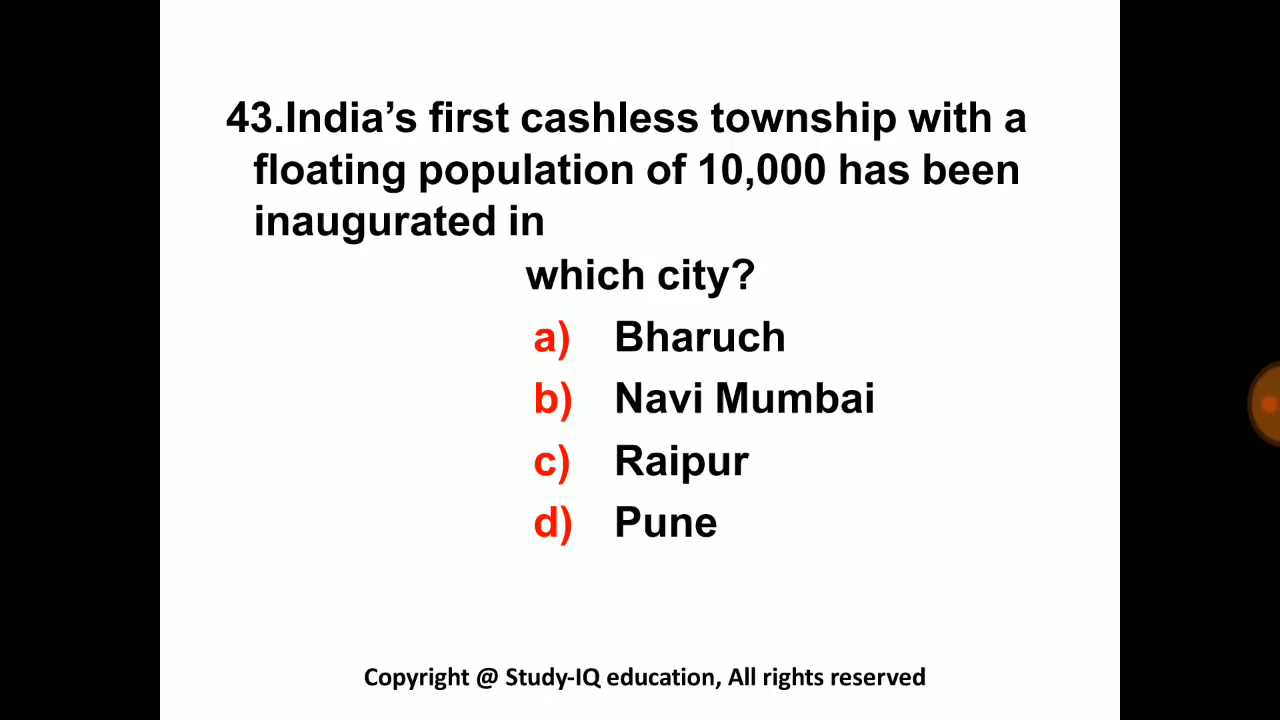 43.India’s first cashless township with a
floating population of 10,000 has been
inaugurated in
which city?
a) Bharuch
b) Navi Mumbai
c) Raipur
d) Pune
Copyright @ Study-IQ education, All rights reserved